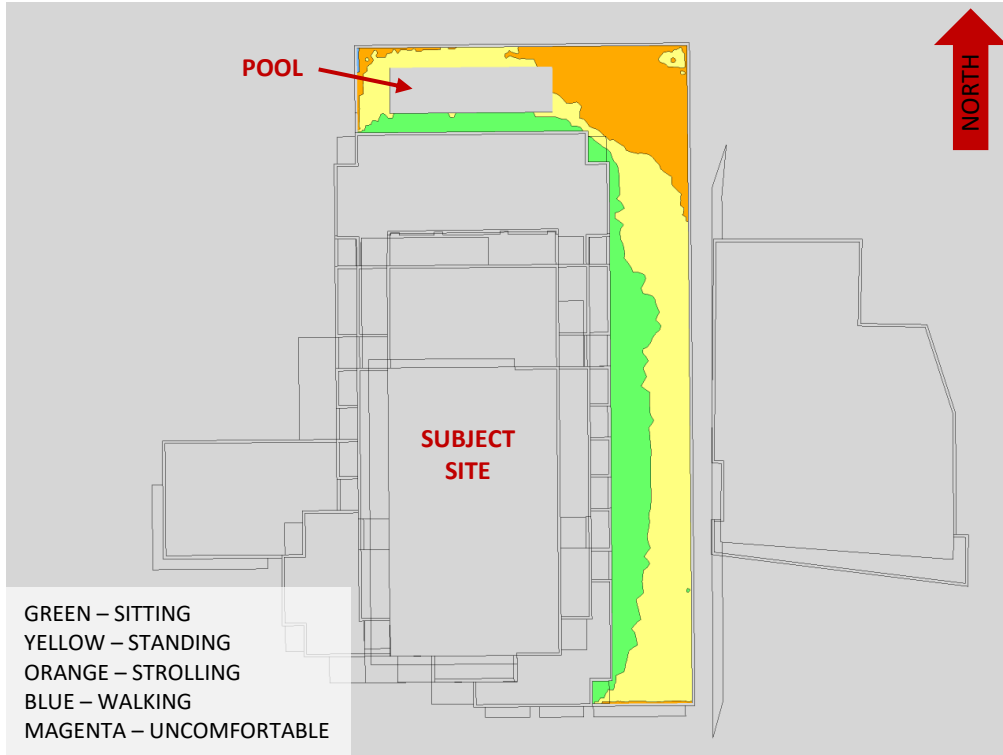 POOL
NORTH
SUBJECT
SITE
GREEN – SITTING
YELLOW – STANDING
ORANGE – STROLLING
BLUE – WALKING
MAGENTA – UNCOMFORTABLE